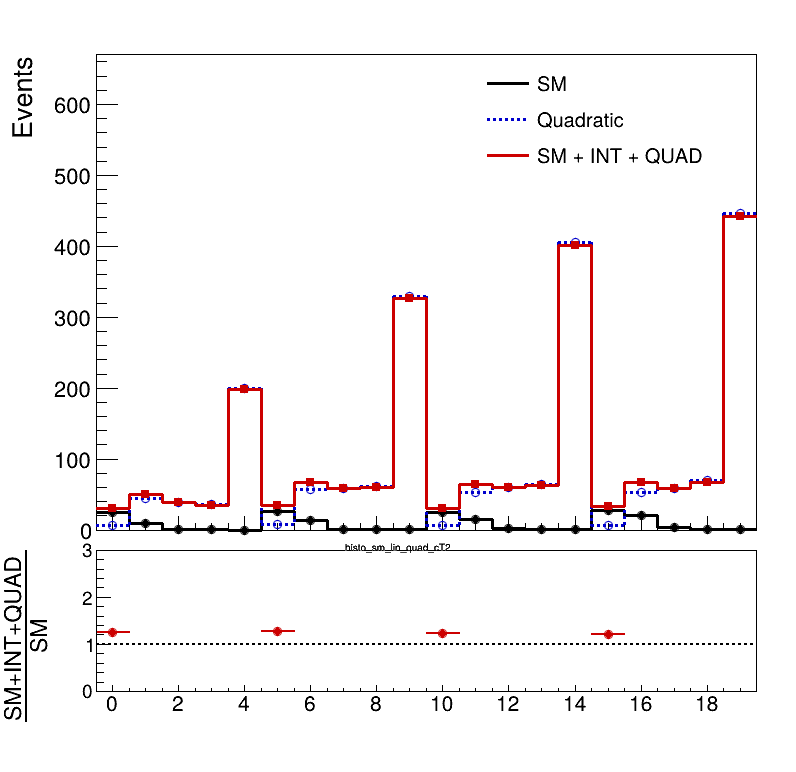 Events
600
500
400
300
200
100
0
SM
Quadratic
SM + INT + QUAD
histo_sm_lin_quad_cT2
SM+INT+QUAD
SM
3
2
1
0
0 2 4 6 8 10 12 14 16 18